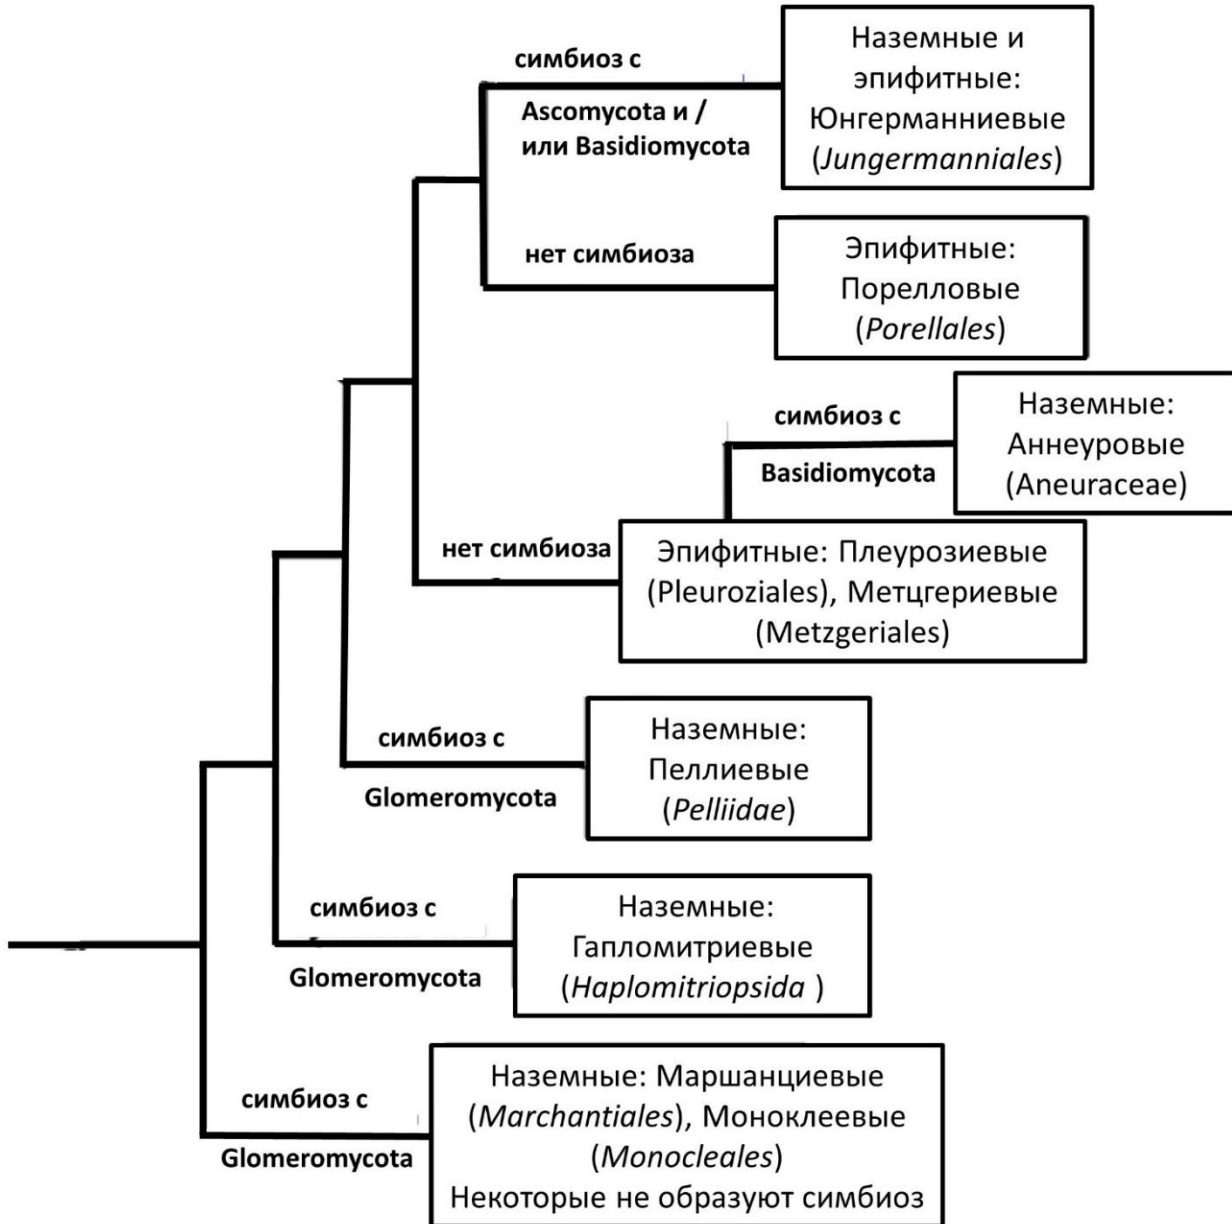 симбиоз с
Ascomycota и /
или Basidiomycota
Наземные и
эпифитные:
Юнгерманниевые
(Jungermanniales)
нет симбиоза
Эпифитные:
Порелловые
(Porellales)
симбиоз с
Basidiomycota
Наземные:
Аннеуровые
(Aneuraceae)
нет симбиоза
Эпифитные: Плеурозиевые
(Pleuroziales), Метцгериевые
(Metzgeriales)
симбиоз с
Glomeromycota
Наземные:
Пеллиевые
(Pelliidae)
симбиоз с
Glomeromycota
Наземные:
Гапломитриевые
(Haplomitriopsida )
симбиоз с
Glomeromycota
Наземные: Маршанциевые
(Marchantiales), Моноклеевые
(Monocleales)
Некоторые не образуют симбиоз